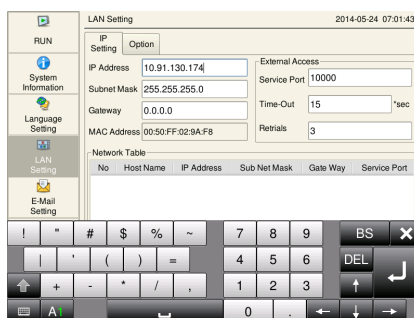 LAN Setting 2014-05-24 07:01:43
RUN
System
Information
Language
Setting
LAN
Setting
E-Mail
Setting
IP
Setting
Option
IP Address 10.91.130.174
Subnet Mask 255.255.255.0
Gateway 0.0.0.0
MAC Address 00:50:FF:02:9A:F8
External Access
Service Port 10000
Time-Out 15 *sec
Retrials 3
Network Table
No Host Name IP Address Sub Net Mask Gate Way Service Port
! " # $ % ~ 7 8 9 BS X
| ' ( ) = 4 5 6 DEL
+ - * / , 1 2 3
A1 0 .